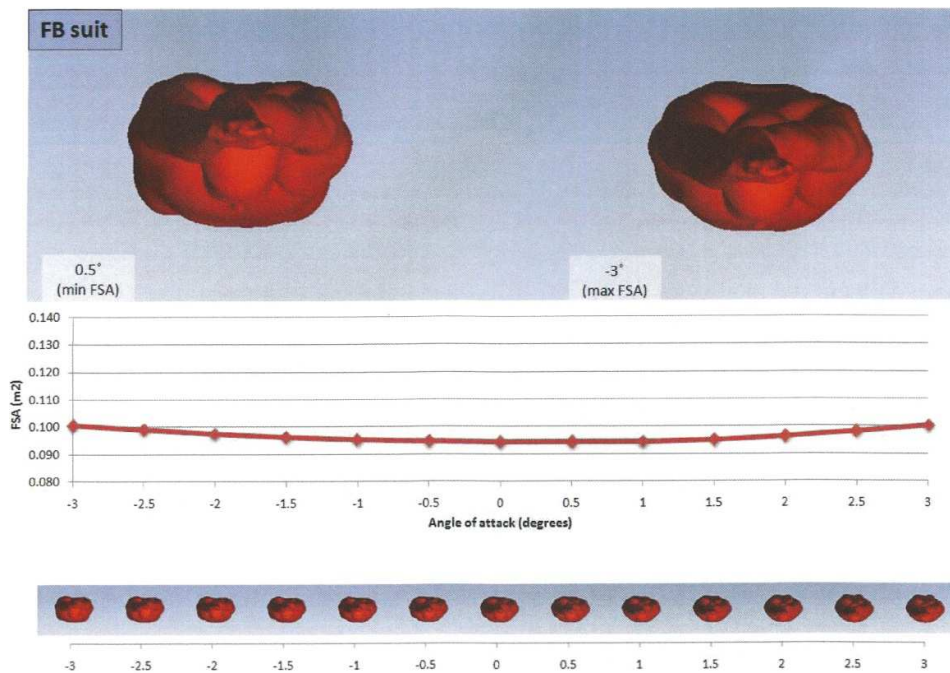 FB suit
0.5°
(min FSA)
-3°
(max FSA)
0.140
0.130
0.120
0.110
0.100
0.090
0.080
FSA (m2)
-3 -2.5 -2 -1.5 -1 -0.5 0 0.5 1 1.5 2 2.5 3
Angle of attack (degrees)
-3 -2.5 -2 -1.5 -1 -0.5 0 0.5 1 1.5 2 2.5 3